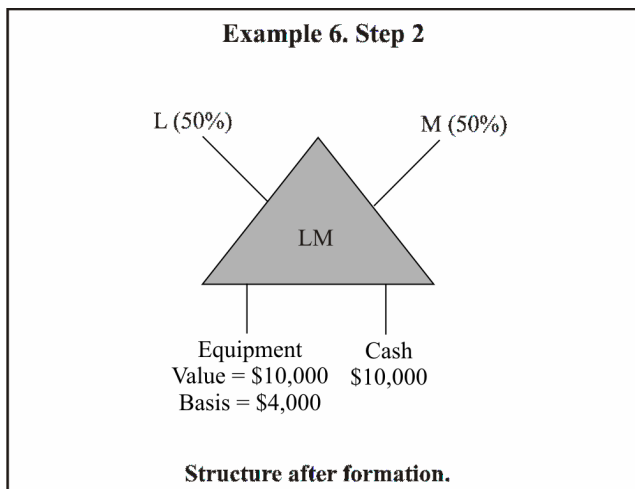 Example 6. Step 2
L (50%)
M (50%)
LM
Equipment
Value = $10,000
Basis = $4,000
Cash
$10,000
Structure after formation.